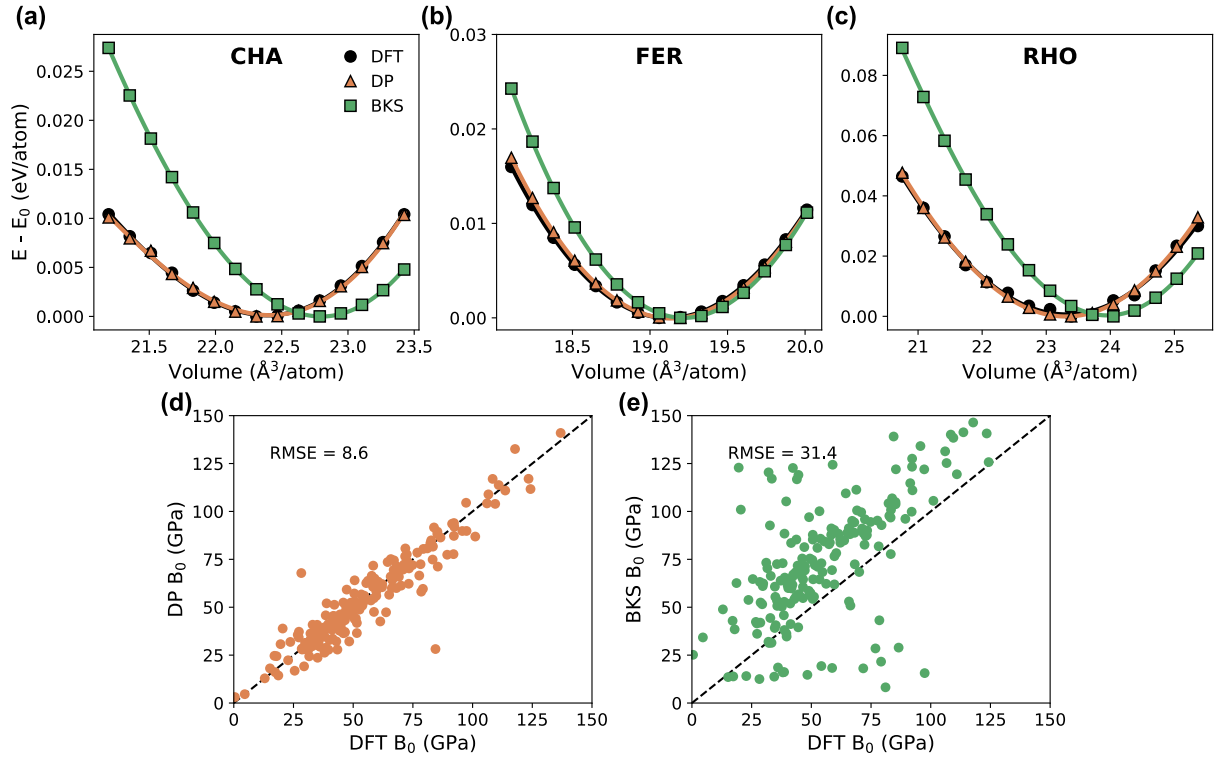 (a)
CHA
DFT
DP
BKS
E - E₀ (eV/atom)
0.025
0.020
0.015
0.010
0.005
0.000
21.5 22.0 22.5 23.0 23.5
Volume (Å³/atom)
(b)
FER
0.03
0.02
0.01
0.00
18.5 19.0 19.5 20.0
Volume (Å³/atom)
(c)
RHO
0.08
0.06
0.04
0.02
0.00
21 22 23 24 25
Volume (Å³/atom)
(d)
RMSE = 8.6
DP B₀ (GPa)
150
125
100
75
50
25
0
0 25 50 75 100 125 150
DFT B₀ (GPa)
(e)
RMSE = 31.4
BKS B₀ (GPa)
150
125
100
75
50
25
0
0 25 50 75 100 125 150
DFT B₀ (GPa)